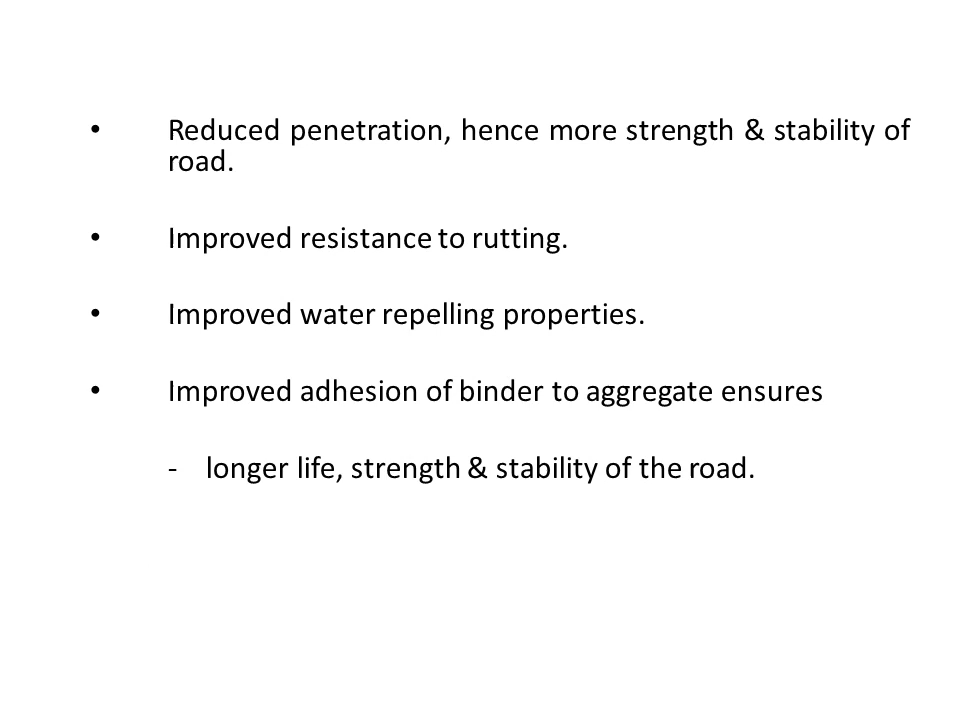 • Reduced penetration, hence more strength & stability of
road.
• Improved resistance to rutting.
• Improved water repelling properties.
• Improved adhesion of binder to aggregate ensures
- longer life, strength & stability of the road.